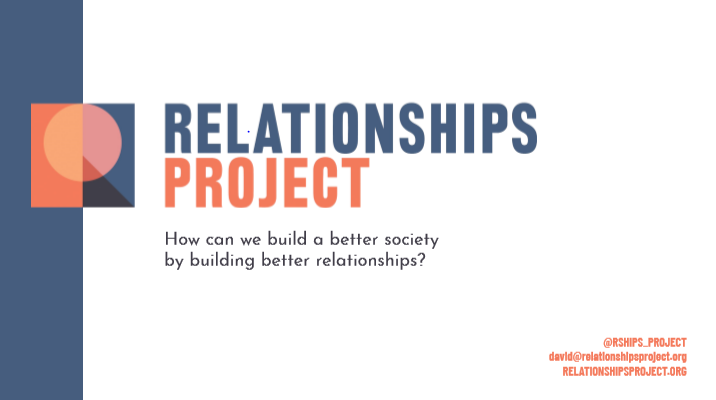 RELATIONSHIPS
PROJECT
How can we build a better society
by building better relationships?
@RSHIPS_PROJECT
david@relationshipsproject.org
RELATIONSHIPSPROJECT.ORG